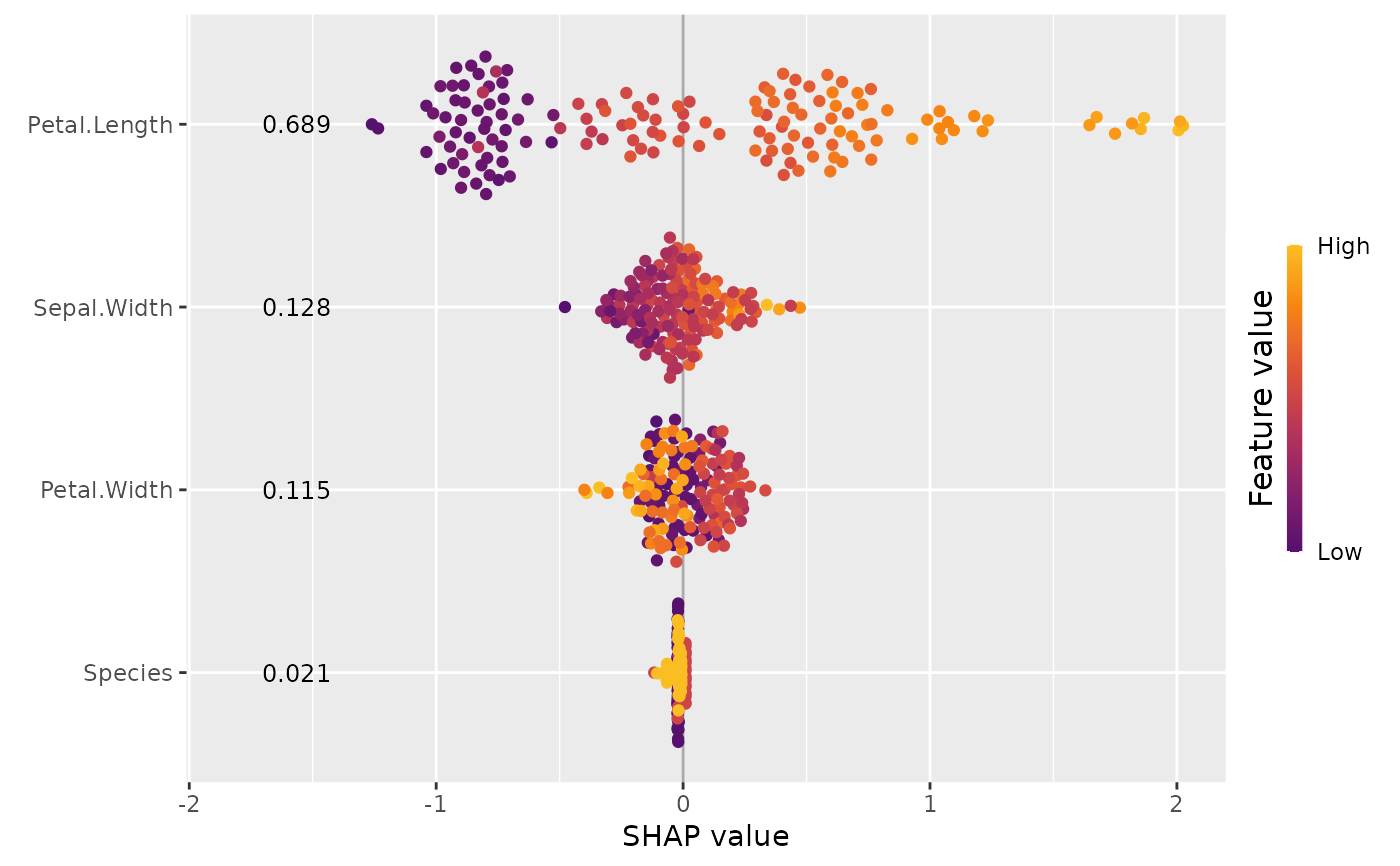 Petal.Length 0.689
Sepal.Width 0.128
Petal.Width 0.115
Species 0.021
-2 -1 0 1 2
SHAP value
High
Feature value
Low